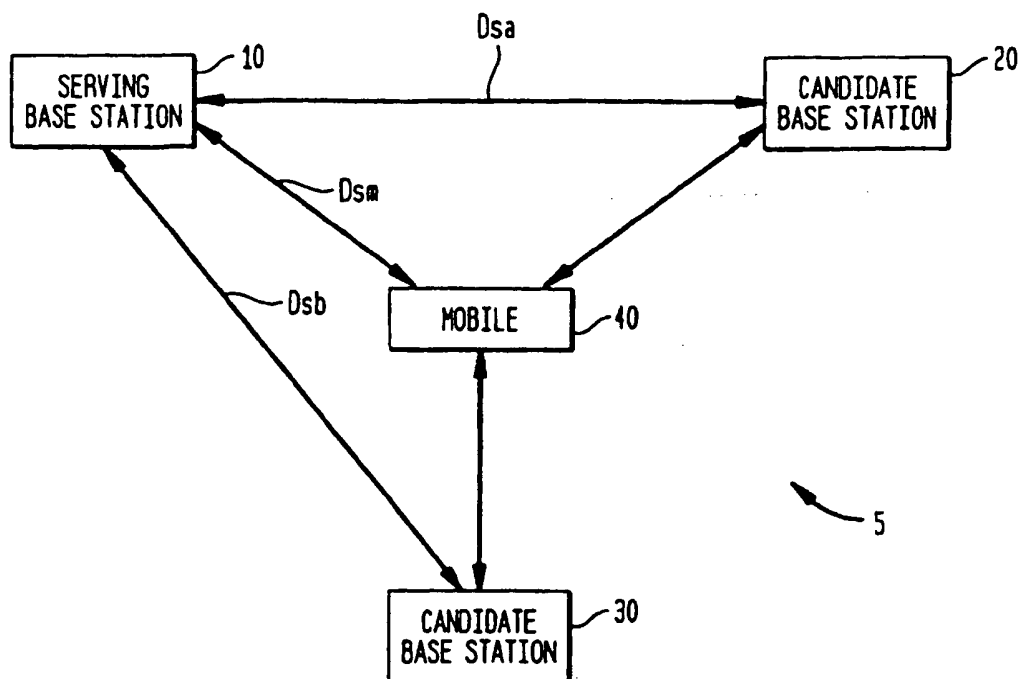 Dsa
10
SERVING
BASE STATION
20
CANDIDATE
BASE STATION
Dsm
Dsb
MOBILE
40
5
30
CANDIDATE
BASE STATION